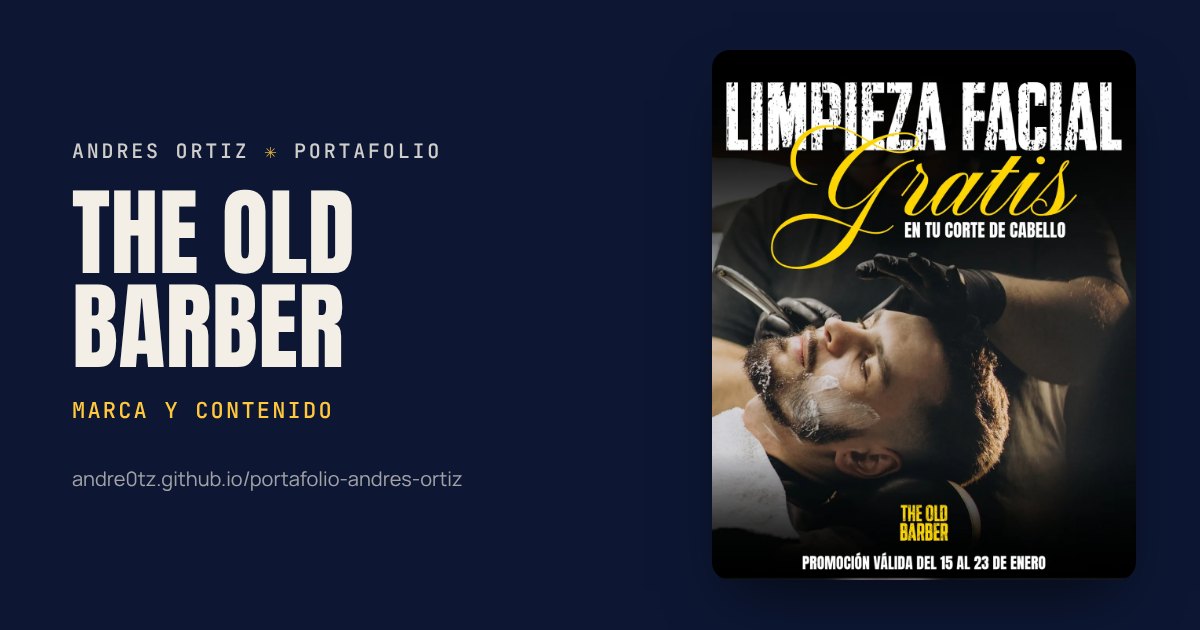 ANDRES ORTIZ ✳ PORTAFOLIO
THE OLD
BARBER
MARCA Y CONTENIDO
andre0tz.github.io/portafolio-andres-ortiz
LIMPIEZA FACIAL
Gratis
EN TU CORTE DE CABELLO
THE OLD
BARBER
PROMOCIÓN VÁLIDA DEL 15 AL 23 DE ENERO